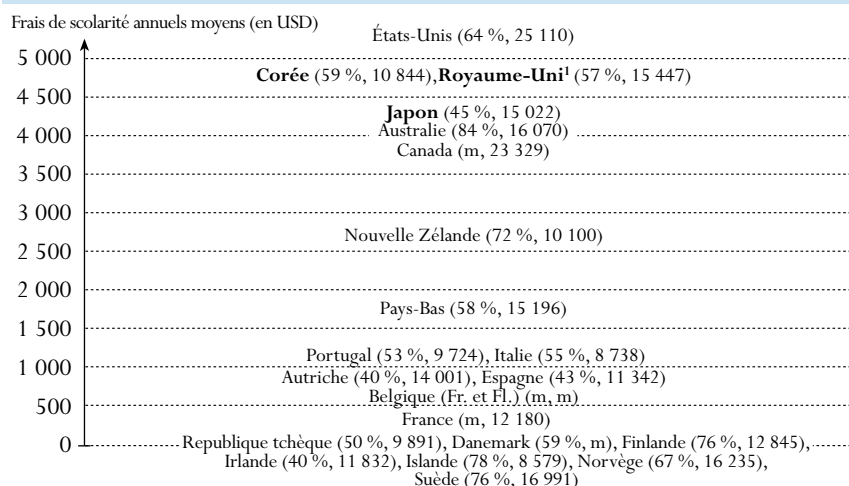 Frais de scolarité annuels moyens (en USD)
États-Unis (64 %, 25 110)
5 000
Corée (59 %, 10 844),Royaume-Uni¹ (57 %, 15 447)
4 500
Japon (45 %, 15 022)
4 000
Australie (84 %, 16 070)
Canada (m, 23 329)
3 500
3 000
Nouvelle Zélande (72 %, 10 100)
2 500
2 000
Pays-Bas (58 %, 15 196)
1 500
Portugal (53 %, 9 724), Italie (55 %, 8 738)
1 000
Autriche (40 %, 14 001), Espagne (43 %, 11 342)
Belgique (Fr. et Fl.) (m, m)
500
France (m, 12 180)
0
Republique tchèque (50 %, 9 891), Danemark (59 %, m), Finlande (76 %, 12 845),
Irlande (40 %, 11 832), Islande (78 %, 8 579), Norvège (67 %, 16 235),
Suède (76 %, 16 991)